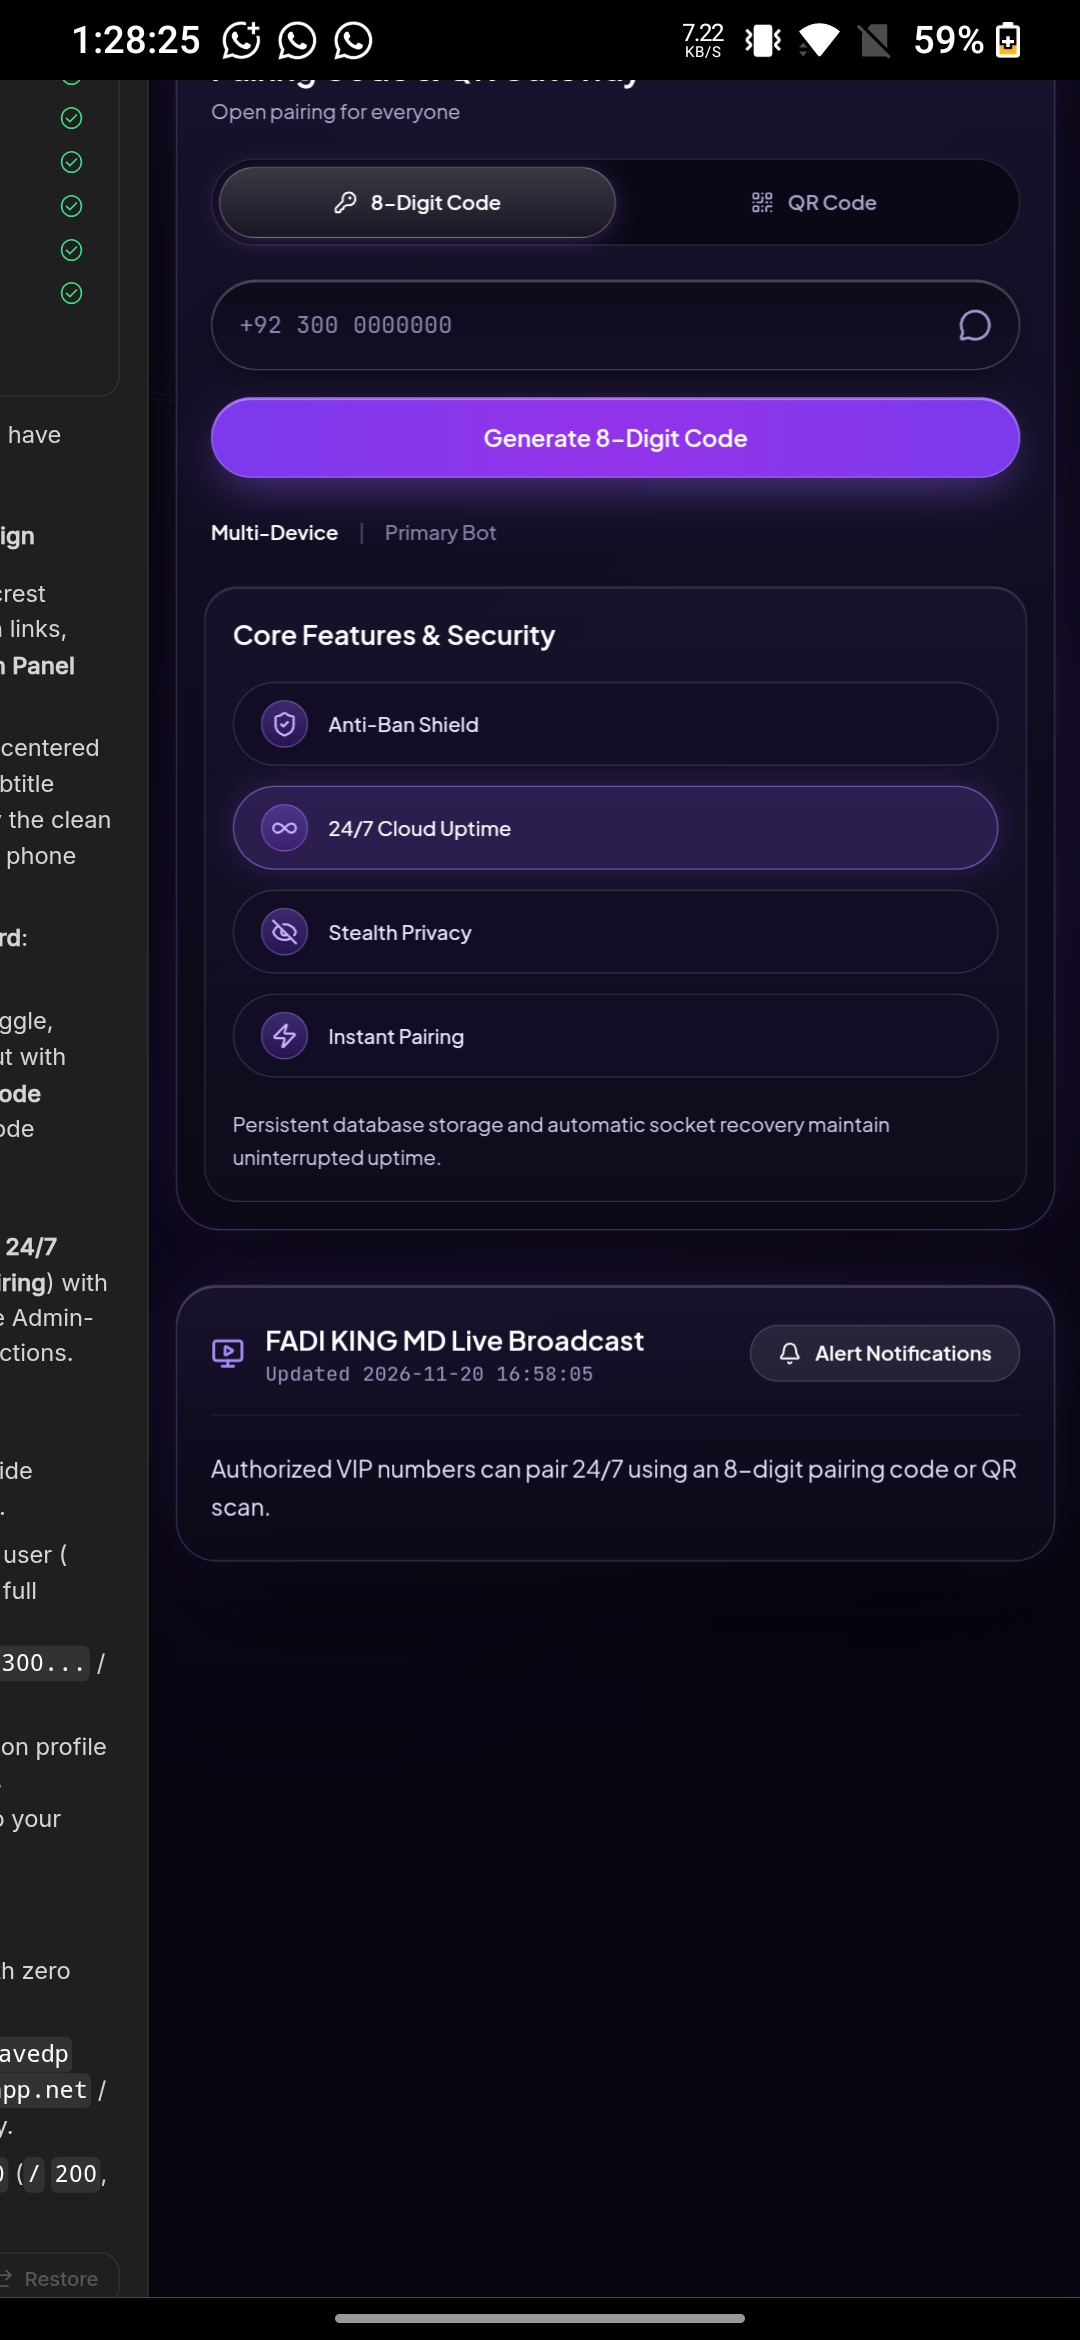 1:28:25
7.22
KB/S
59%
have
ign
crest
links,
Panel
centered
btitle
the clean
phone
rd:
ggle,
ut with
ode
ode
24/7
iring) with
e Admin-
ctions.
ide
.
user (
full
300... /
on profile
your
h zero
avedp
app.net /
y.
(/ 200,
Restore
Open pairing for everyone
8-Digit Code
QR Code
+92 300 0000000
Generate 8-Digit Code
Multi-Device | Primary Bot
Core Features & Security
Anti-Ban Shield
24/7 Cloud Uptime
Stealth Privacy
Instant Pairing
Persistent database storage and automatic socket recovery maintain
uninterrupted uptime.
FADI KING MD Live Broadcast
Updated 2026-11-20 16:58:05
Alert Notifications
Authorized VIP numbers can pair 24/7 using an 8-digit pairing code or QR
scan.